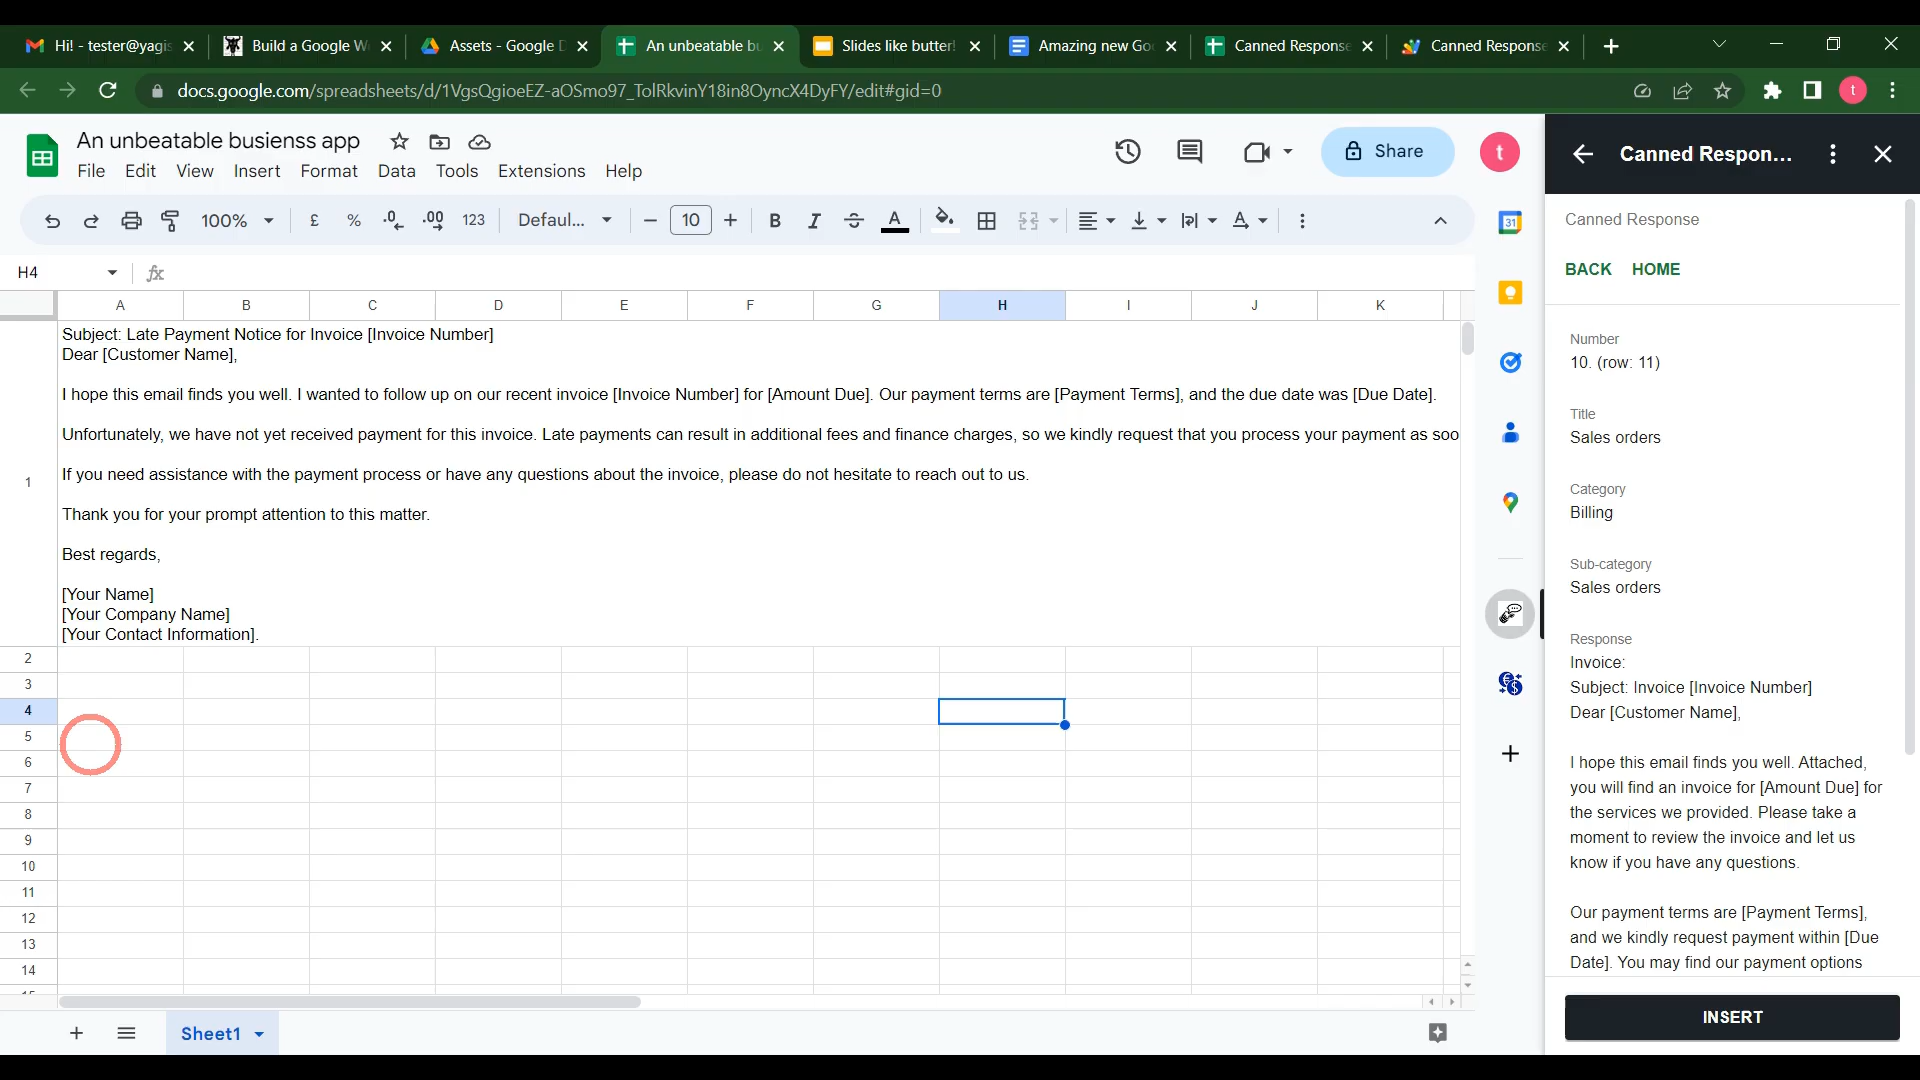 Hi! - tester@yagis
Build a Google W
Assets - Google D
An unbeatable bu
Slides like butter!
Amazing new Go
Canned Response
Canned Response
docs.google.com/spreadsheets/d/1VgsQgioeEZ-aOSmo97_TolRkvinY18in8OyncX4DyFY/edit#gid=0
t
An unbeatable busienss app
File Edit View Insert Format Data Tools Extensions Help
Share
t
100%
£ % .0 .00 123
Defaul...
10
B I A
H4
fx
A B C D E F G H I J K
1
Subject: Late Payment Notice for Invoice [Invoice Number]
Dear [Customer Name],
I hope this email finds you well. I wanted to follow up on our recent invoice [Invoice Number] for [Amount Due]. Our payment terms are [Payment Terms], and the due date was [Due Date].
Unfortunately, we have not yet received payment for this invoice. Late payments can result in additional fees and finance charges, so we kindly request that you process your payment as soo
If you need assistance with the payment process or have any questions about the invoice, please do not hesitate to reach out to us.
Thank you for your prompt attention to this matter.
Best regards,
[Your Name]
[Your Company Name]
[Your Contact Information].
2
3
4
5
6
7
8
9
10
11
12
13
14
Sheet1
31
Canned Respon...
Canned Response
BACK HOME
Number
10. (row: 11)
Title
Sales orders
Category
Billing
Sub-category
Sales orders
Response
Invoice:
Subject: Invoice [Invoice Number]
Dear [Customer Name],
I hope this email finds you well. Attached,
you will find an invoice for [Amount Due] for
the services we provided. Please take a
moment to review the invoice and let us
know if you have any questions.
Our payment terms are [Payment Terms],
and we kindly request payment within [Due
Date]. You may find our payment options
INSERT